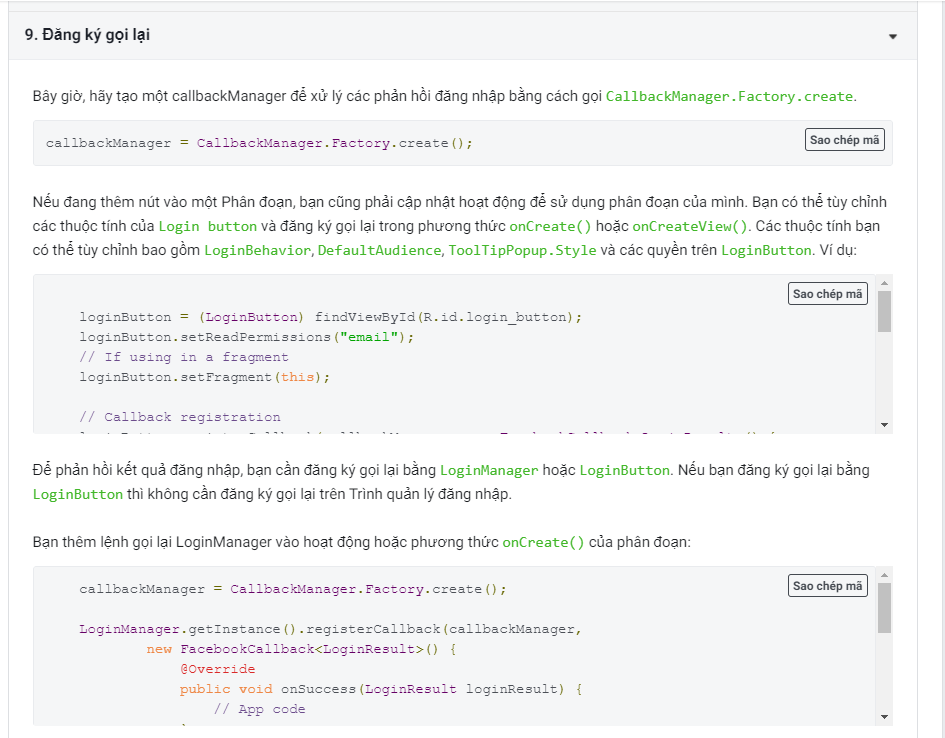 9. Đăng ký gọi lại
Bây giờ, hãy tạo một callbackManager để xử lý các phản hồi đăng nhập bằng cách gọi CallbackManager.Factory.create.
Sao chép mã
callbackManager = CallbackManager.Factory.create();
Nếu đang thêm nút vào một Phân đoạn, bạn cũng phải cập nhật hoạt động để sử dụng phân đoạn của mình. Bạn có thể tùy chỉnh
các thuộc tính của Login button và đăng ký gọi lại trong phương thức onCreate() hoặc onCreateView(). Các thuộc tính bạn
có thể tùy chỉnh bao gồm LoginBehavior, DefaultAudience, ToolTipPopup.Style và các quyền trên LoginButton. Ví dụ:
Sao chép mã
loginButton = (LoginButton) findViewById(R.id.login_button);
loginButton.setReadPermissions("email");
// If using in a fragment
loginButton.setFragment(this);
// Callback registration
Để phản hồi kết quả đăng nhập, bạn cần đăng ký gọi lại bằng LoginManager hoặc LoginButton. Nếu bạn đăng ký gọi lại bằng
LoginButton thì không cần đăng ký gọi lại trên Trình quản lý đăng nhập.
Bạn thêm lệnh gọi lại LoginManager vào hoạt động hoặc phương thức onCreate() của phân đoạn:
Sao chép mã
callbackManager = CallbackManager.Factory.create();
LoginManager.getInstance().registerCallback(callbackManager,
new FacebookCallback<LoginResult>() {
@Override
public void onSuccess(LoginResult loginResult) {
// App code